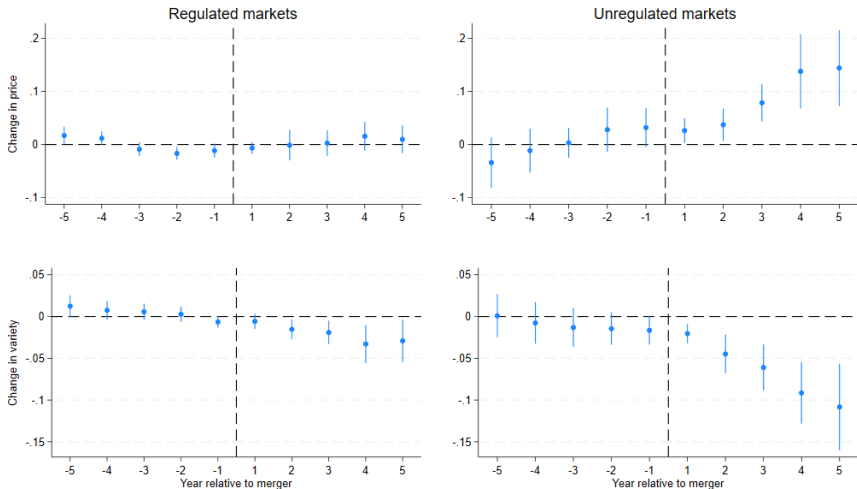 Regulated markets
Unregulated markets
Change in price
.2
.1
0
-.1
-5 -4 -3 -2 -1 1 2 3 4 5
.2
.1
0
-.1
-5 -4 -3 -2 -1 1 2 3 4 5
Change in variety
.05
0
-.05
-.1
-.15
-5 -4 -3 -2 -1 1 2 3 4 5
Year relative to merger
.05
0
-.05
-.1
-.15
-5 -4 -3 -2 -1 1 2 3 4 5
Year relative to merger